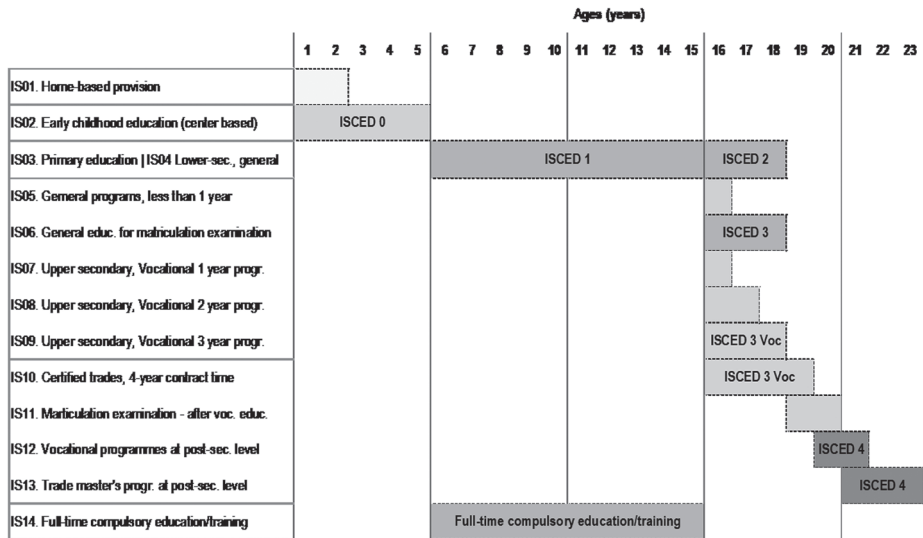 Ages (years)
1 2 3 4 5 6 7 8 9 10 11 12 13 14 15 16 17 18 19 20 21 22 23
IS01. Home-based provision
IS02. Early childhood education (center based) ISCED 0
IS03. Primary education | IS04 Lower-sec., general ISCED 1 ISCED 2
IS05. Gemeral programs, less than 1 year
IS06. General educ. for matriculation examination ISCED 3
IS07. Upper secondary, Vocational 1 year progr.
IS08. Upper secondary, Vocational 2 year progr.
IS09. Upper secondary, Vocational 3 year progr. ISCED 3 Voc
IS10. Certified trades, 4-year contract time ISCED 3 Voc
IS11. Marticulation examination - after voc. educ.
IS12. Vocational programmes at post-sec. level ISCED 4
IS13. Trade master's progr. at post-sec. level ISCED 4
IS14. Full-time compulsory education/training Full-time compulsory education/training